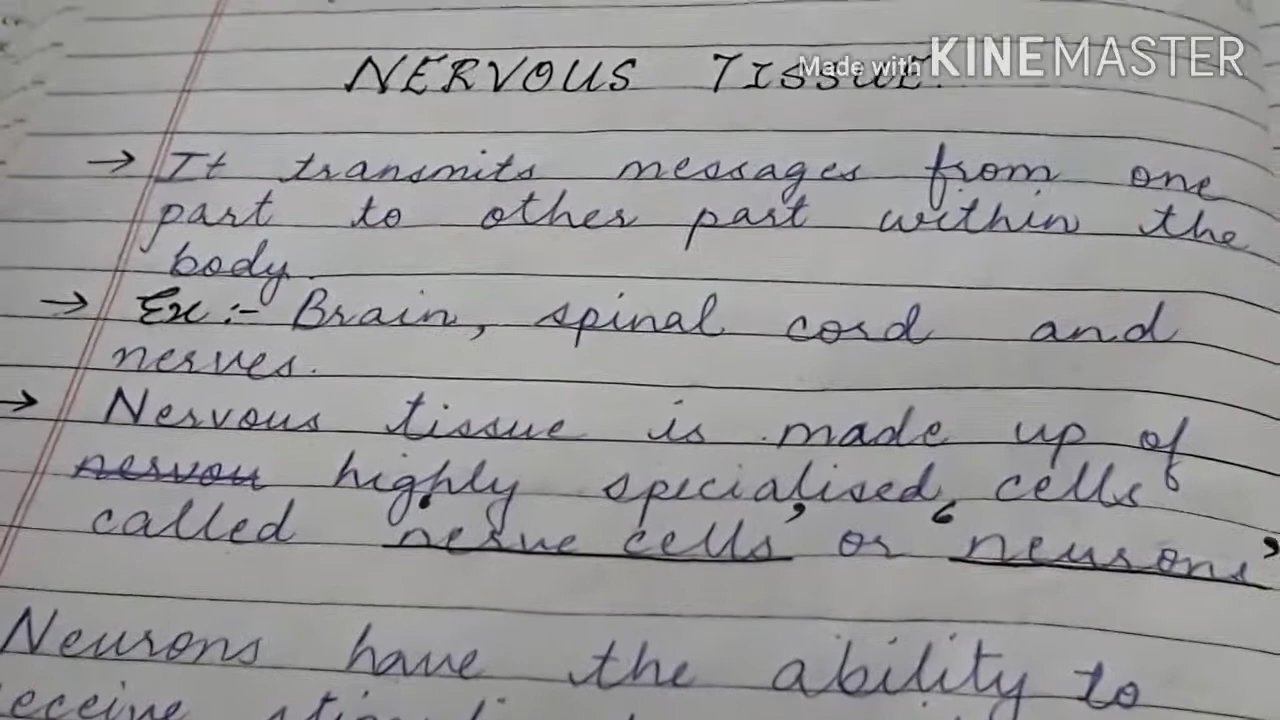 NERVOUS TISSUE.
Made with KINEMASTER
→ It transmits messages from one
part to other part within the
body.
→ Ex:- Brain, spinal cord and
nerves.
→ Nervous tissue is made up of
nervou highly specialised cells
called 'nerve cells' or 'neurons'
Neurons have the ability to